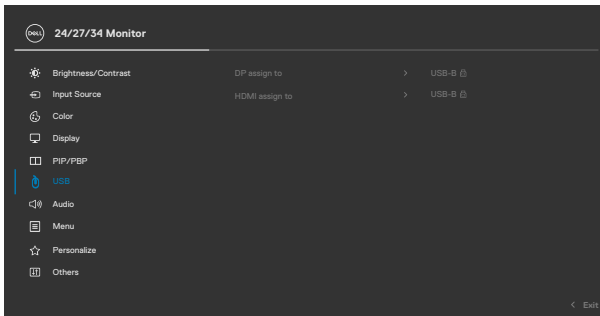 DELL 24/27/34 Monitor
Brightness/Contrast DP assign to > USB-B
Input Source HDMI assign to > USB-B
Color
Display
PIP/PBP
USB
Audio
Menu
Personalize
Others
< Exit